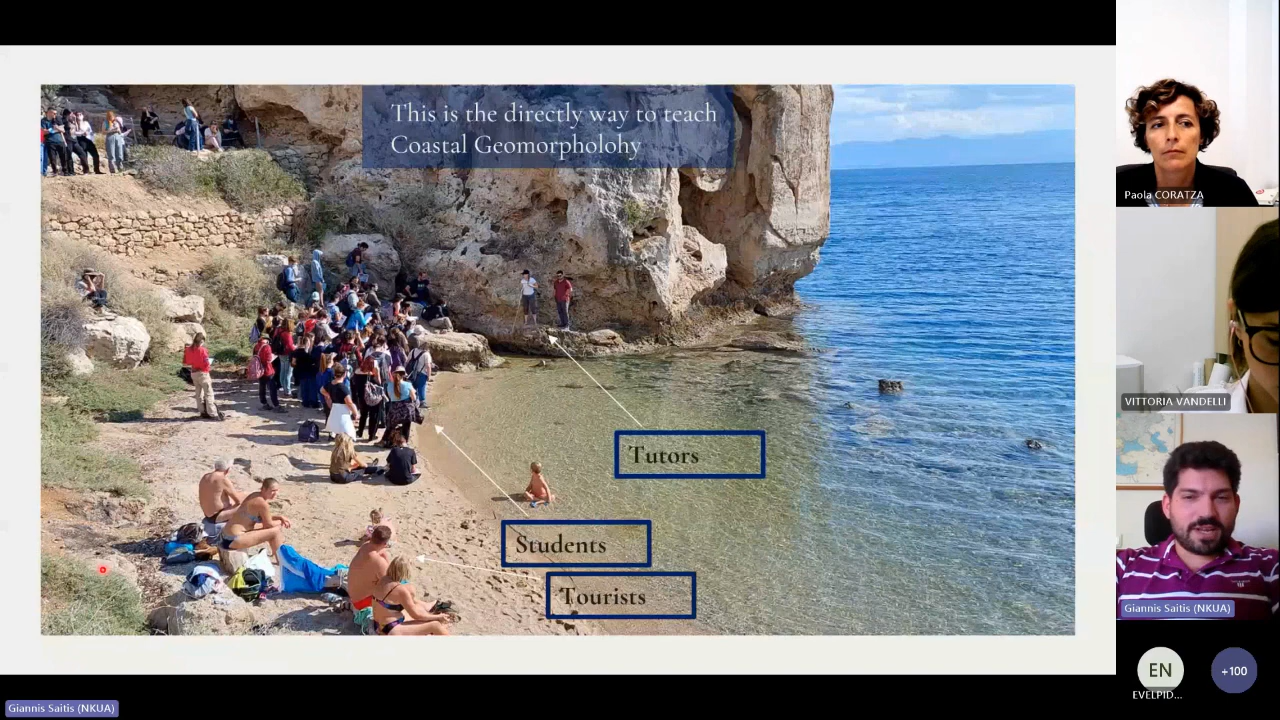 This is the directly way to teach
Coastal Geomorpholohy
Tutors
Students
Tourists
Paola CORATZA
VITTORIA VANDELLI
Giannis Saitis (NKUA)
EN
+100
EVELPID...
Giannis Saitis (NKUA)